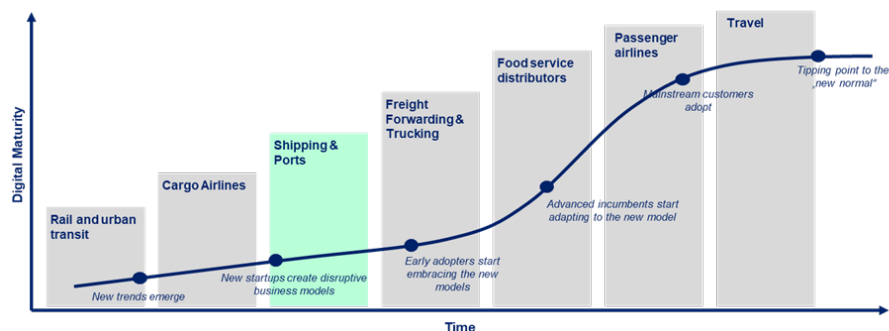 Digital Maturity
Rail and urban
transit
Cargo Airlines
Shipping &
Ports
Freight
Forwarding &
Trucking
Food service
distributors
Passenger
airlines
Travel
New trends emerge
New startups create disruptive
business models
Early adopters start
embracing the new
models
Advanced incumbents start
adapting to the new model
Mainstream customers
adopt
Tipping point to the
„new normal“
Time